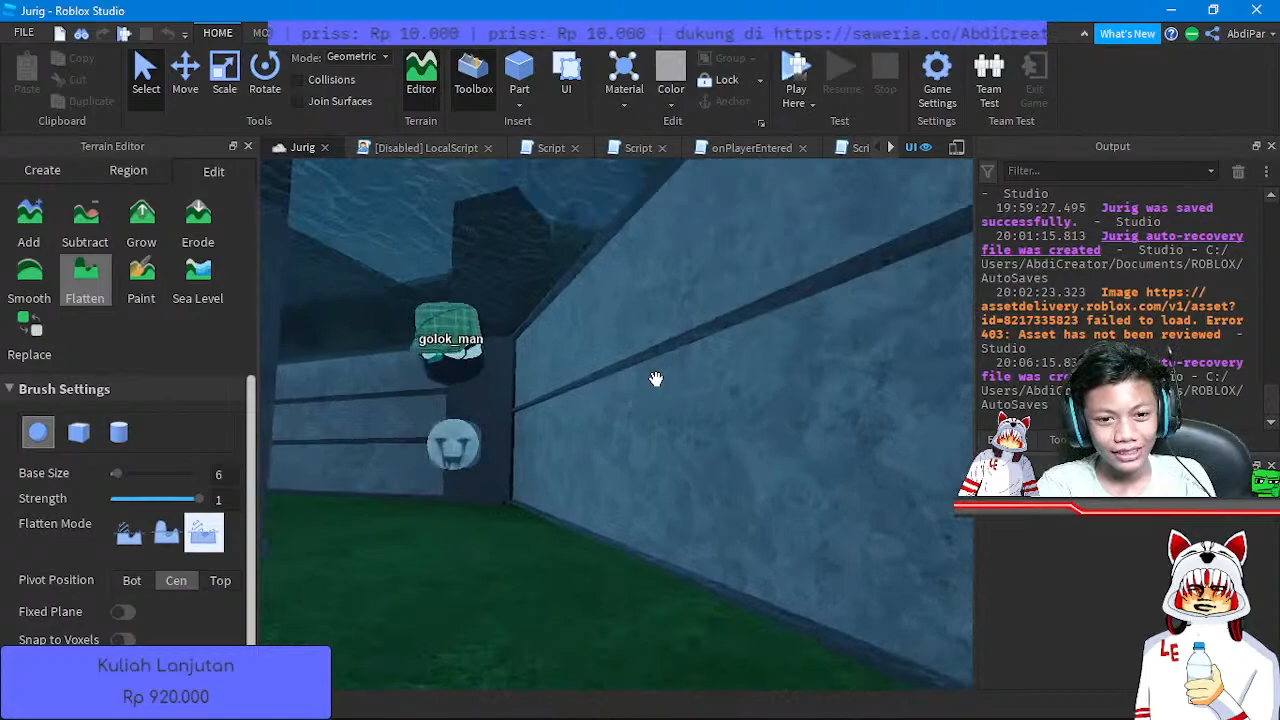 Jurig - Roblox Studio
FILE
HOME
| priss: Rp 10.000 | priss: Rp 10.000 | dukung di https://saweria.co/AbdiCreat
What's New
AbdiPar
Paste
Copy
Cut
Duplicate
Clipboard
Select
Move
Scale
Rotate
Mode: Geometric
Collisions
Join Surfaces
Tools
Editor
Terrain
Toolbox
Part
UI
Insert
Material
Color
Group
Lock
Anchor
Edit
Play Here
Resume
Stop
Test
Game Settings
Settings
Team Test
Exit Game
Team Test
Terrain Editor
Jurig
[Disabled] LocalScript
Script
Script
onPlayerEntered
Scri
UI
Output
Create
Region
Edit
Filter...
Add
Subtract
Grow
Erode
Smooth
Flatten
Paint
Sea Level
Replace
Brush Settings
Base Size
6
Strength
1
Flatten Mode
Pivot Position
Bot
Cen
Top
Fixed Plane
Snap to Voxels
golok_man
- Studio
19:59:27.495 Jurig was saved
successfully. - Studio
20:01:15.813 Jurig auto-recovery
file was created - Studio - C:/
Users/AbdiCreator/Documents/ROBLOX/
AutoSaves
20:02:23.323 Image https://
assetdelivery.roblox.com/v1/asset?
id=8217335823 failed to load. Error
403: Asset has not been reviewed -
Studio
file was
AutoSaves
LE
LE
Kuliah Lanjutan
Rp 920.000